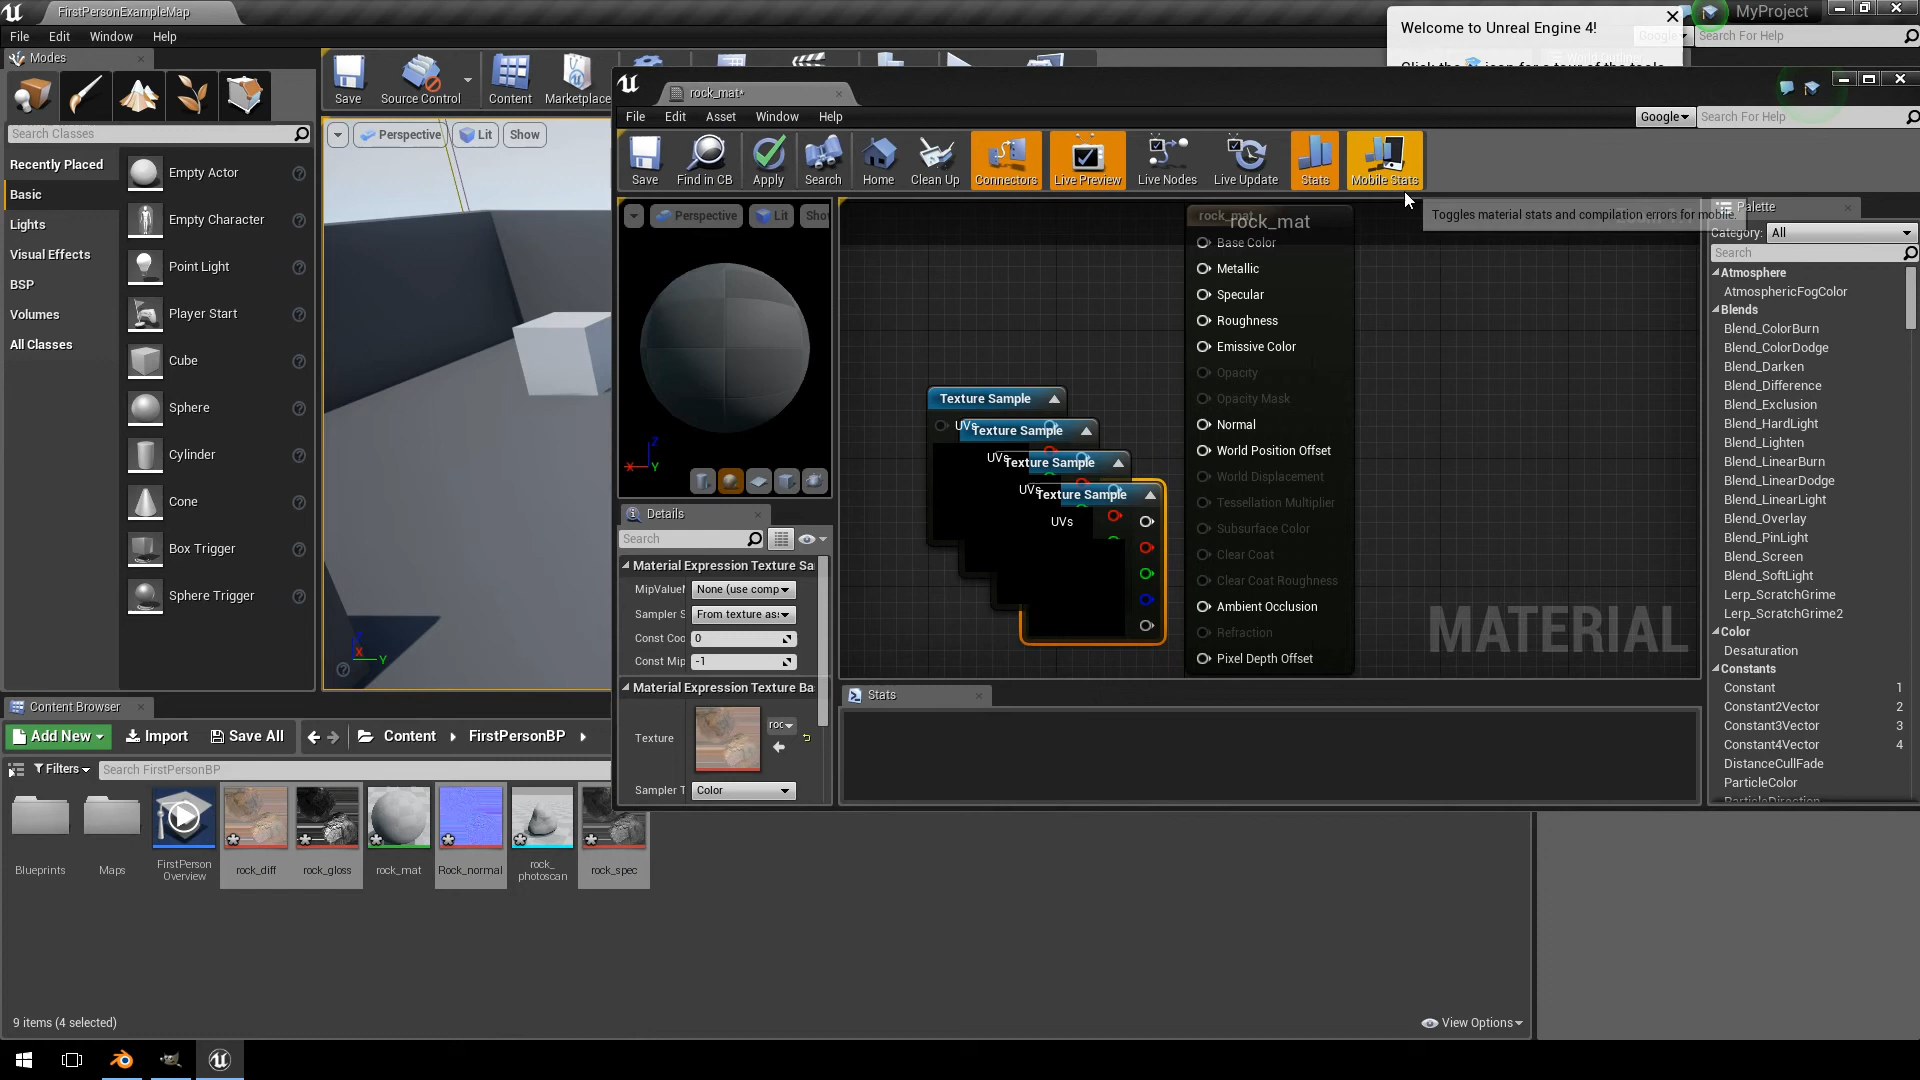 FirstPersonExampleMap
MyProject
File Edit Window Help
Search For Help
Welcome to Unreal Engine 4!
Modes
Search Classes
Recently Placed
Basic
Lights
Visual Effects
BSP
Volumes
All Classes
Empty Actor
Empty Character
Point Light
Player Start
Cube
Sphere
Cylinder
Cone
Box Trigger
Sphere Trigger
Save Source Control Content Marketplace
Perspective Lit Show
rock_mat*
File Edit Asset Window Help
Google Search For Help
Save Find in CB Apply Search Home Clean Up Connectors Live Preview Live Nodes Live Update Stats Mobile Stats
Toggles material stats and compilation errors for mobile.
Perspective Lit Sho
rock_mat
rock_mat
Base Color
Metallic
Specular
Roughness
Emissive Color
Opacity
Opacity Mask
Normal
World Position Offset
World Displacement
Tessellation Multiplier
Subsurface Color
Clear Coat
Clear Coat Roughness
Ambient Occlusion
Refraction
Pixel Depth Offset
Texture Sample
UVs
Texture Sample
UVs
Texture Sample
UVs
Texture Sample
UVs
MATERIAL
Z
X Y
Details
Search
Material Expression Texture Sa
MipValueM None (use comp
Sampler S From texture as
Const Coo 0
Const Mip -1
Material Expression Texture Ba
Texture roc
Sampler T Color
Stats
Palette
Category: All
Search
Atmosphere
AtmosphericFogColor
Blends
Blend_ColorBurn
Blend_ColorDodge
Blend_Darken
Blend_Difference
Blend_Exclusion
Blend_HardLight
Blend_Lighten
Blend_LinearBurn
Blend_LinearDodge
Blend_LinearLight
Blend_Overlay
Blend_PinLight
Blend_Screen
Blend_SoftLight
Lerp_ScratchGrime
Lerp_ScratchGrime2
Color
Desaturation
Constants
Constant 1
Constant2Vector 2
Constant3Vector 3
Constant4Vector 4
DistanceCullFade
ParticleColor
Content Browser
Add New Import Save All Content FirstPersonBP
Filters Search FirstPersonBP
Blueprints
Maps
FirstPerson
Overview
rock_diff
rock_gloss
rock_mat
Rock_normal
rock_
photoscan
rock_spec
9 items (4 selected)
View Options